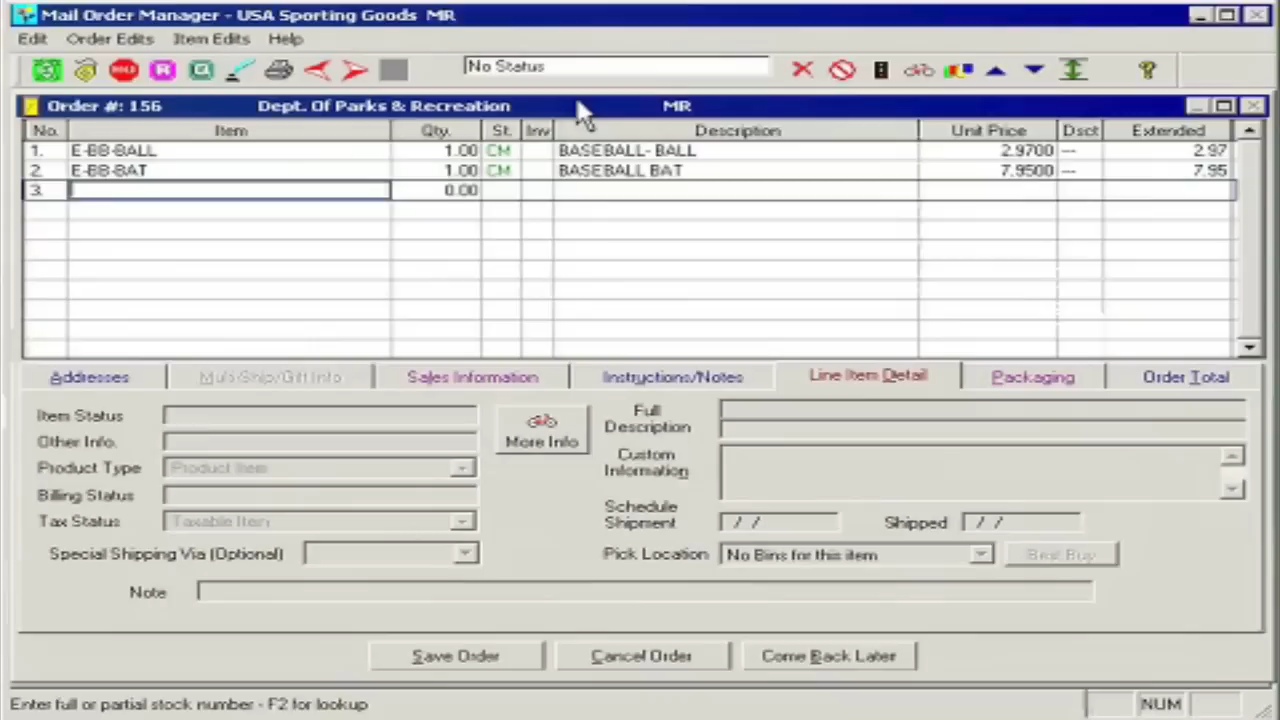 Mail Order Manager - USA Sporting Goods MR
Edit Order Edits Item Edits Help
No Status
Order #: 156 Dept. Of Parks & Recreation MR
No. Item Qty. St. Inv Description Unit Price Dsct Extended
1. E-BB-BALL 1.00 CM BASEBALL- BALL 2.9700 --- 2.97
2. E-BB-BAT 1.00 CM BASEBALL BAT 7.9500 --- 7.95
3. 0.00
Addresses Multi-Ship/Gift Info Sales Information Instructions/Notes Line Item Detail Packaging Order Total
Item Status
Other Info.
Product Type Product Item
Billing Status
Tax Status Taxable Item
Special Shipping Via (Optional)
More Info
Full
Description
Custom
Information
Schedule
Shipment / / Shipped / /
Pick Location No Bins for this item Best Buy
Note
Save Order Cancel Order Come Back Later
Enter full or partial stock number - F2 for lookup NUM